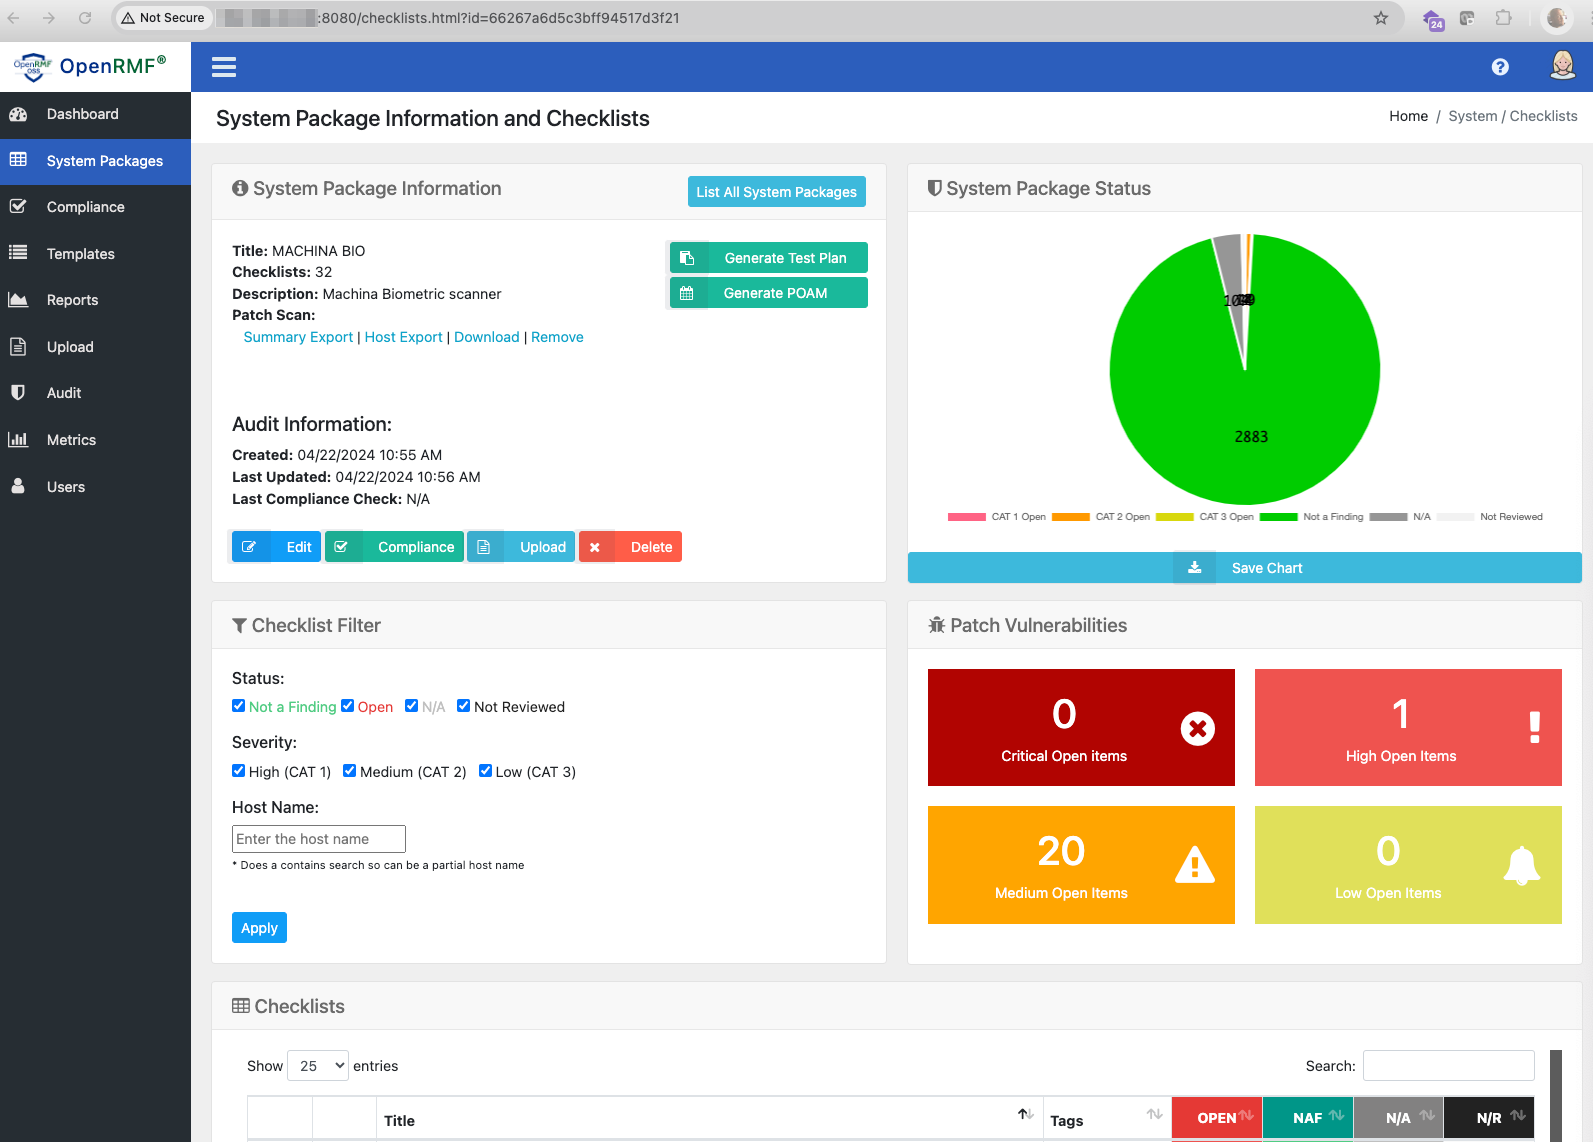 Not Secure
:8080/checklists.html?id=66267a6d5c3bff94517d3f21
24
OpenRMF OSS
OpenRMF®
Dashboard
System Packages
Compliance
Templates
Reports
Upload
Audit
Metrics
Users
System Package Information and Checklists
Home / System / Checklists
System Package Information
List All System Packages
Title: MACHINA BIO
Checklists: 32
Description: Machina Biometric scanner
Patch Scan:
Summary Export | Host Export | Download | Remove
Generate Test Plan
Generate POAM
Audit Information:
Created: 04/22/2024 10:55 AM
Last Updated: 04/22/2024 10:56 AM
Last Compliance Check: N/A
Edit
Compliance
Upload
Delete
System Package Status
2883
CAT 1 Open
CAT 2 Open
CAT 3 Open
Not a Finding
N/A
Not Reviewed
Save Chart
Checklist Filter
Status:
Not a Finding Open N/A Not Reviewed
Severity:
High (CAT 1) Medium (CAT 2) Low (CAT 3)
Host Name:
Enter the host name
* Does a contains search so can be a partial host name
Apply
Patch Vulnerabilities
0
Critical Open items
1
High Open Items
20
Medium Open Items
0
Low Open Items
Checklists
Show 25 entries
Search:
Title
Tags
OPEN
NAF
N/A
N/R